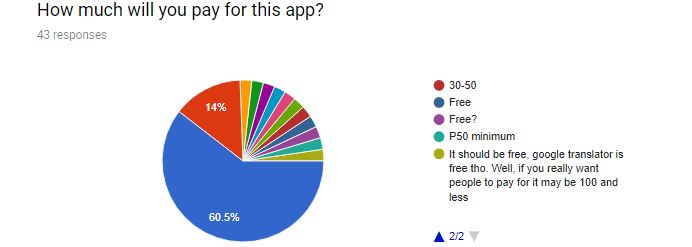 How much will you pay for this app?
43 responses
14%
60.5%
30-50
Free
Free?
P50 minimum
It should be free, google translator is
free tho. Well, if you really want
people to pay for it may be 100 and
less
2/2